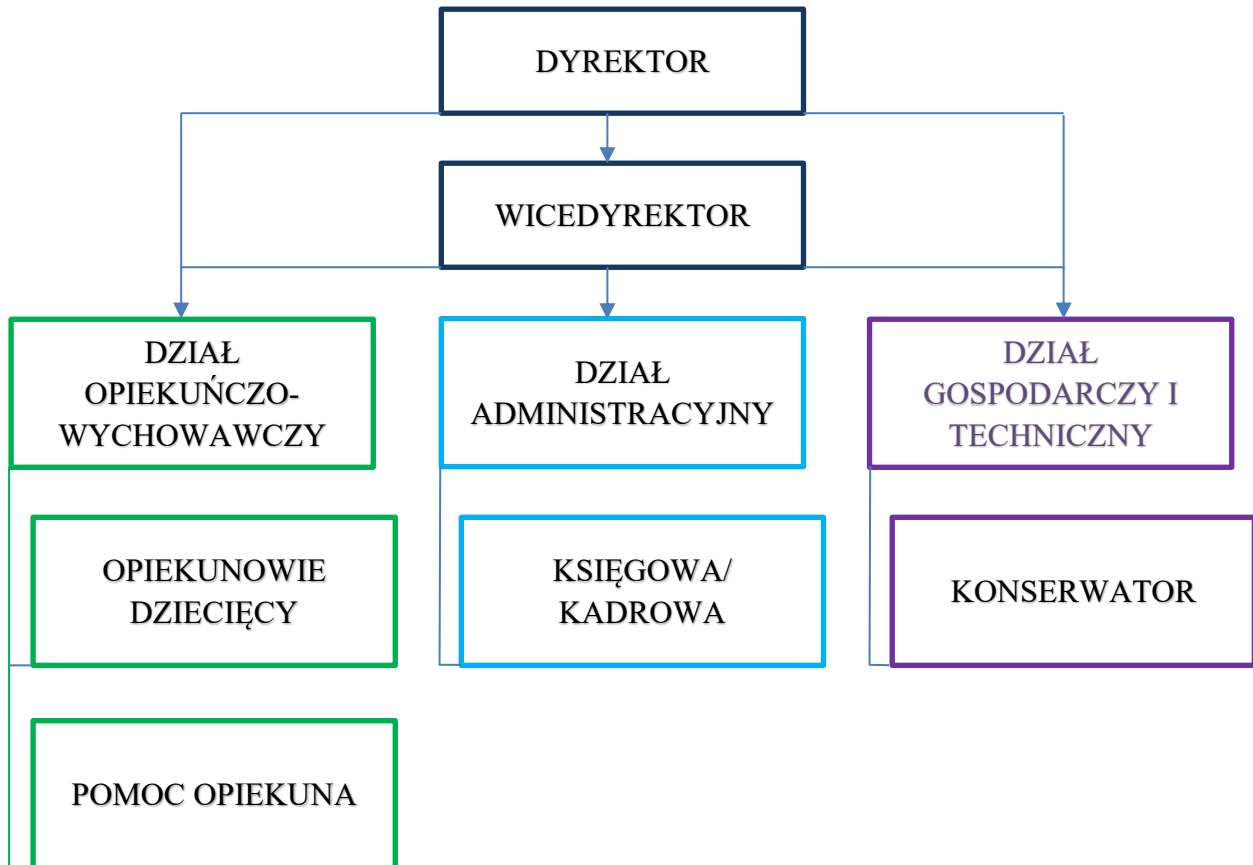 DYREKTOR
WICEDYREKTOR
DZIAŁ
OPIEKUŃCZO-
WYCHOWAWCZY
DZIAŁ
ADMINISTRACYJNY
DZIAŁ
GOSPODARCZY I
TECHNICZNY
OPIEKUNOWIE
DZIECIĘCY
KSIĘGOWA/
KADROWA
KONSERWATOR
POMOC OPIEKUNA